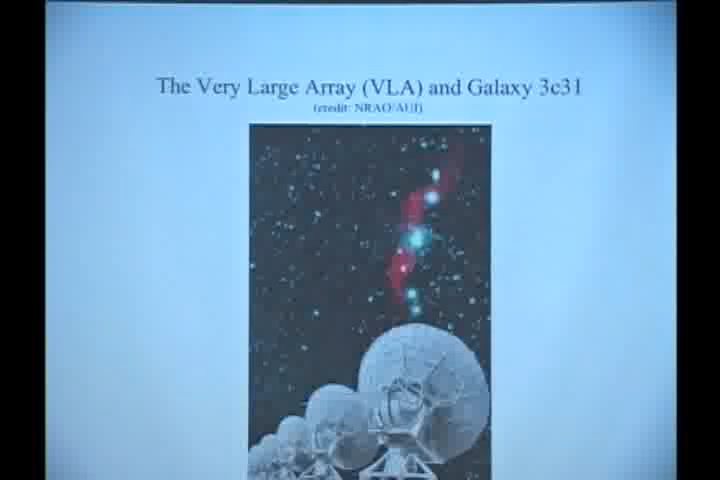 The Very Large Array (VLA) and Galaxy 3c31
(credit: NRAO/AUI)